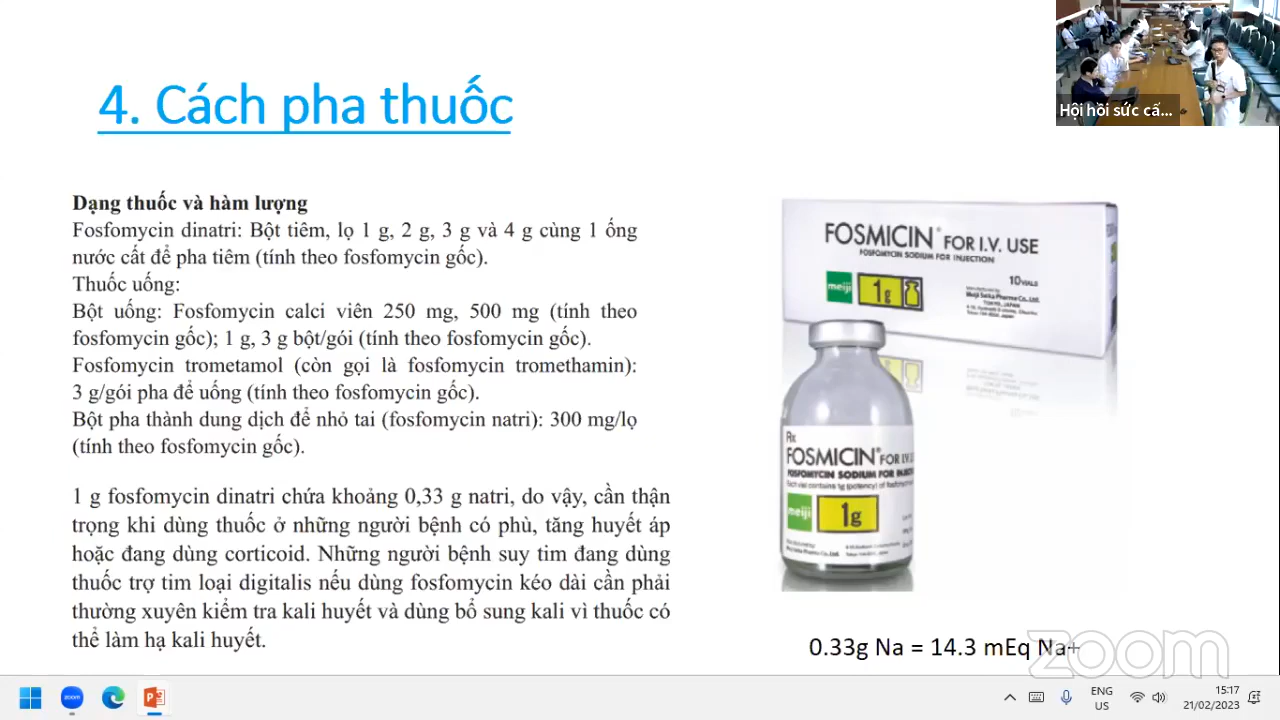 4. Cách pha thuốc
Hội hồi sức cấ...
Dạng thuốc và hàm lượng
Fosfomycin dinatri: Bột tiêm, lọ 1 g, 2 g, 3 g và 4 g cùng 1 ống
nước cất để pha tiêm (tính theo fosfomycin gốc).
Thuốc uống:
Bột uống: Fosfomycin calci viên 250 mg, 500 mg (tính theo
fosfomycin gốc); 1 g, 3 g bột/gói (tính theo fosfomycin gốc).
Fosfomycin trometamol (còn gọi là fosfomycin tromethamin):
3 g/gói pha để uống (tính theo fosfomycin gốc).
Bột pha thành dung dịch để nhỏ tai (fosfomycin natri): 300 mg/lọ
(tính theo fosfomycin gốc).
1 g fosfomycin dinatri chứa khoảng 0,33 g natri, do vậy, cần thận
trọng khi dùng thuốc ở những người bệnh có phù, tăng huyết áp
hoặc đang dùng corticoid. Những người bệnh suy tim đang dùng
thuốc trợ tim loại digitalis nếu dùng fosfomycin kéo dài cần phải
thường xuyên kiểm tra kali huyết và dùng bổ sung kali vì thuốc có
thể làm hạ kali huyết.
FOSMICIN® FOR I.V. USE
FOSFOMYCIN SODIUM FOR INJECTION
meiji
1g
10 VIALS
Meiji Seika Pharma Co., Ltd.
Rx
FOSMICIN® FOR I.V.
FOSFOMYCIN SODIUM FOR INJECTION
Each vial contains 1g (potency) of
meiji
1g
0.33g Na = 14.3 mEq Na+
zoom
zoom
ENG
US
15:17
21/02/2023